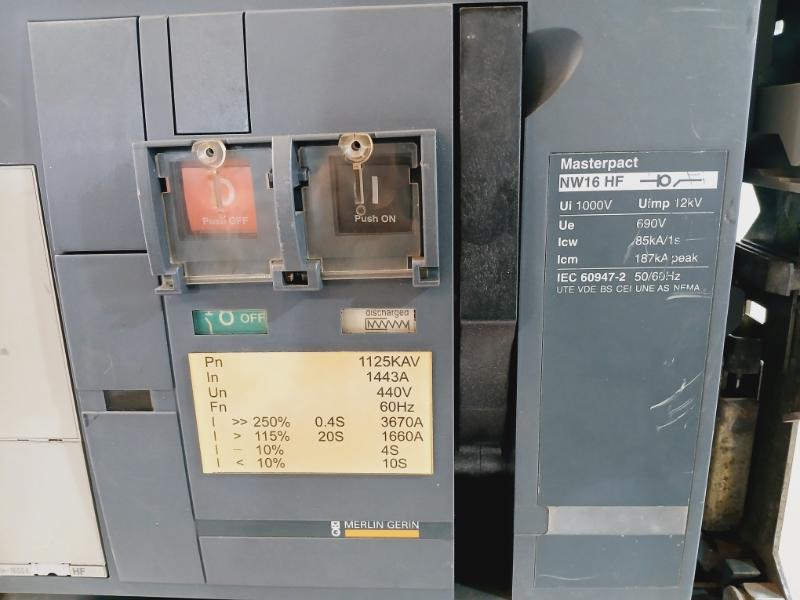 Push OFF
Push ON
OFF
discharged
Pn 1125KAV
In 1443A
Un 440V
Fn 60Hz
I >> 250% 0.4S 3670A
I > 115% 20S 1660A
I – 10% 4S
I < 10% 10S
MERLIN GERIN
HF
Masterpact
NW16 HF
Ui 1000V Uimp 12kV
Ue 690V
Icw 85kA/1s
Icm 187kA peak
IEC 60947-2 50/60Hz
UTE VDE BS CEI UNE AS NEMA